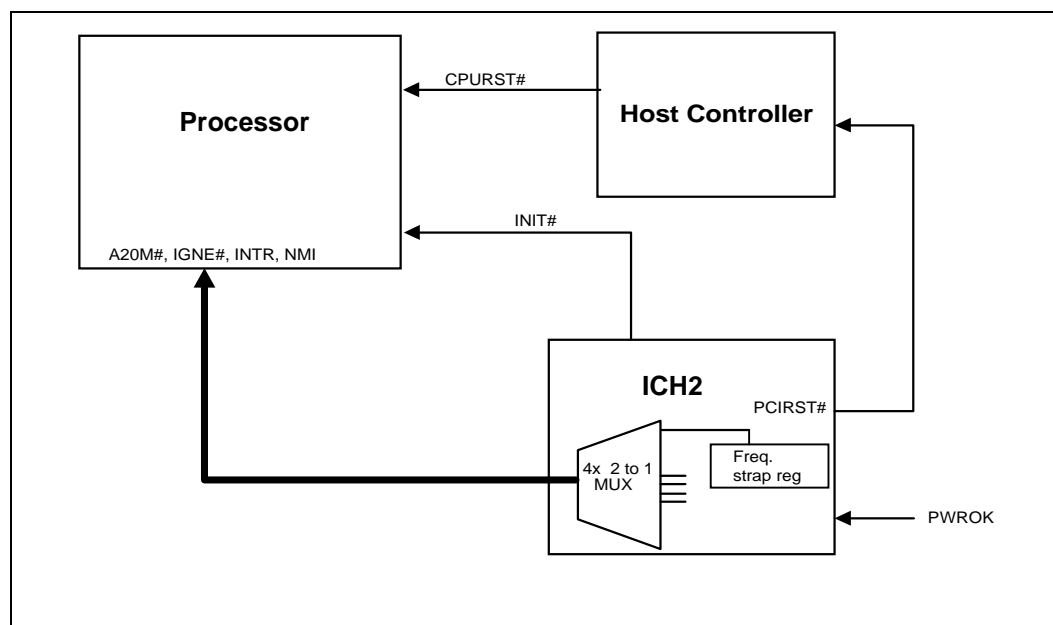 CPURST#
Processor
Host Controller
INIT#
A20M#, IGNE#, INTR, NMI
ICH2
PCIRST#
4x 2 to 1
MUX
Freq.
strap reg
PWROK